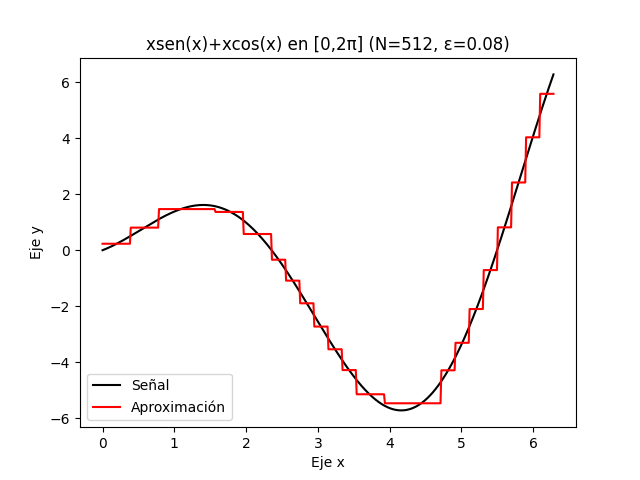 xsen(x)+xcos(x) en [0,2π] (N=512, ε=0.08)
Eje y
6
4
2
0
−2
−4
−6
Señal
Aproximación
0 1 2 3 4 5 6
Eje x